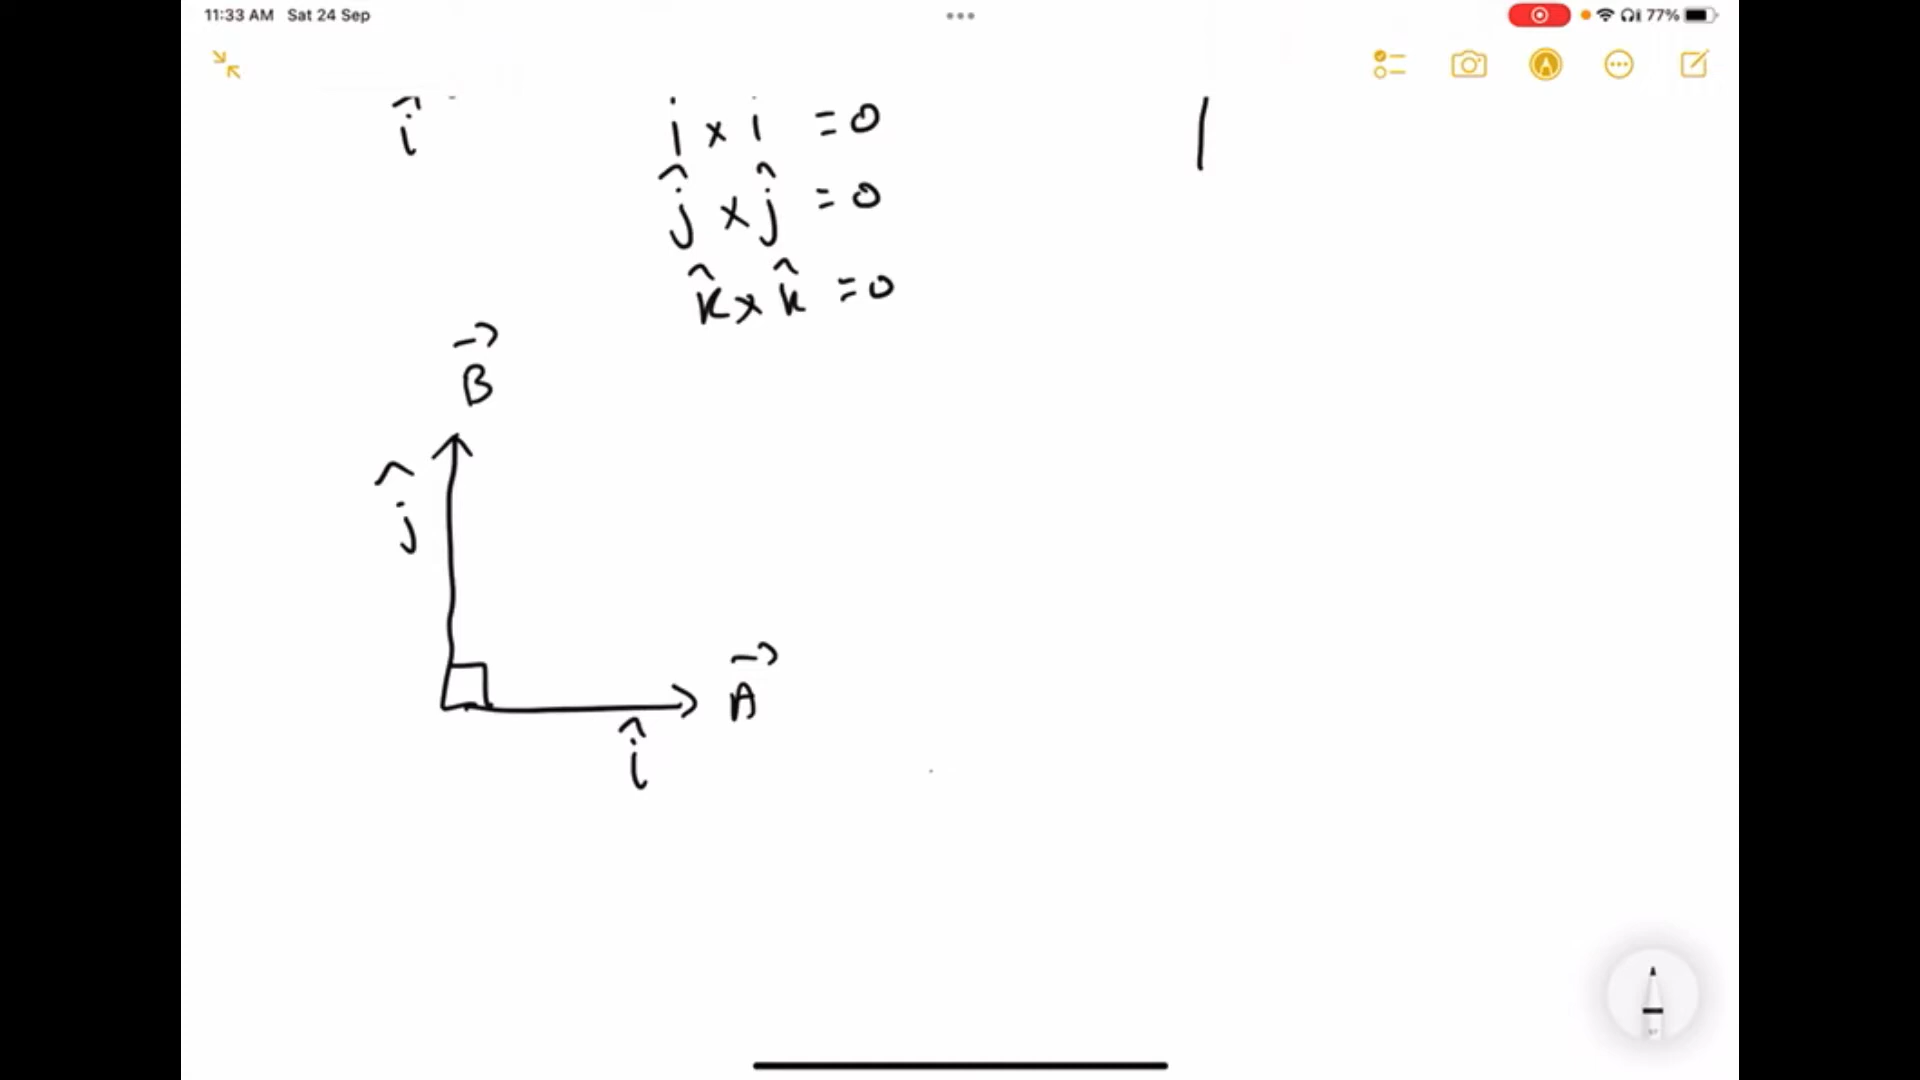 11:33 AM Sat 24 Sep
77%
î
i × i = 0
ĵ × ĵ = 0
k̂ × k̂ = 0
B⃗
ĵ
A⃗
î